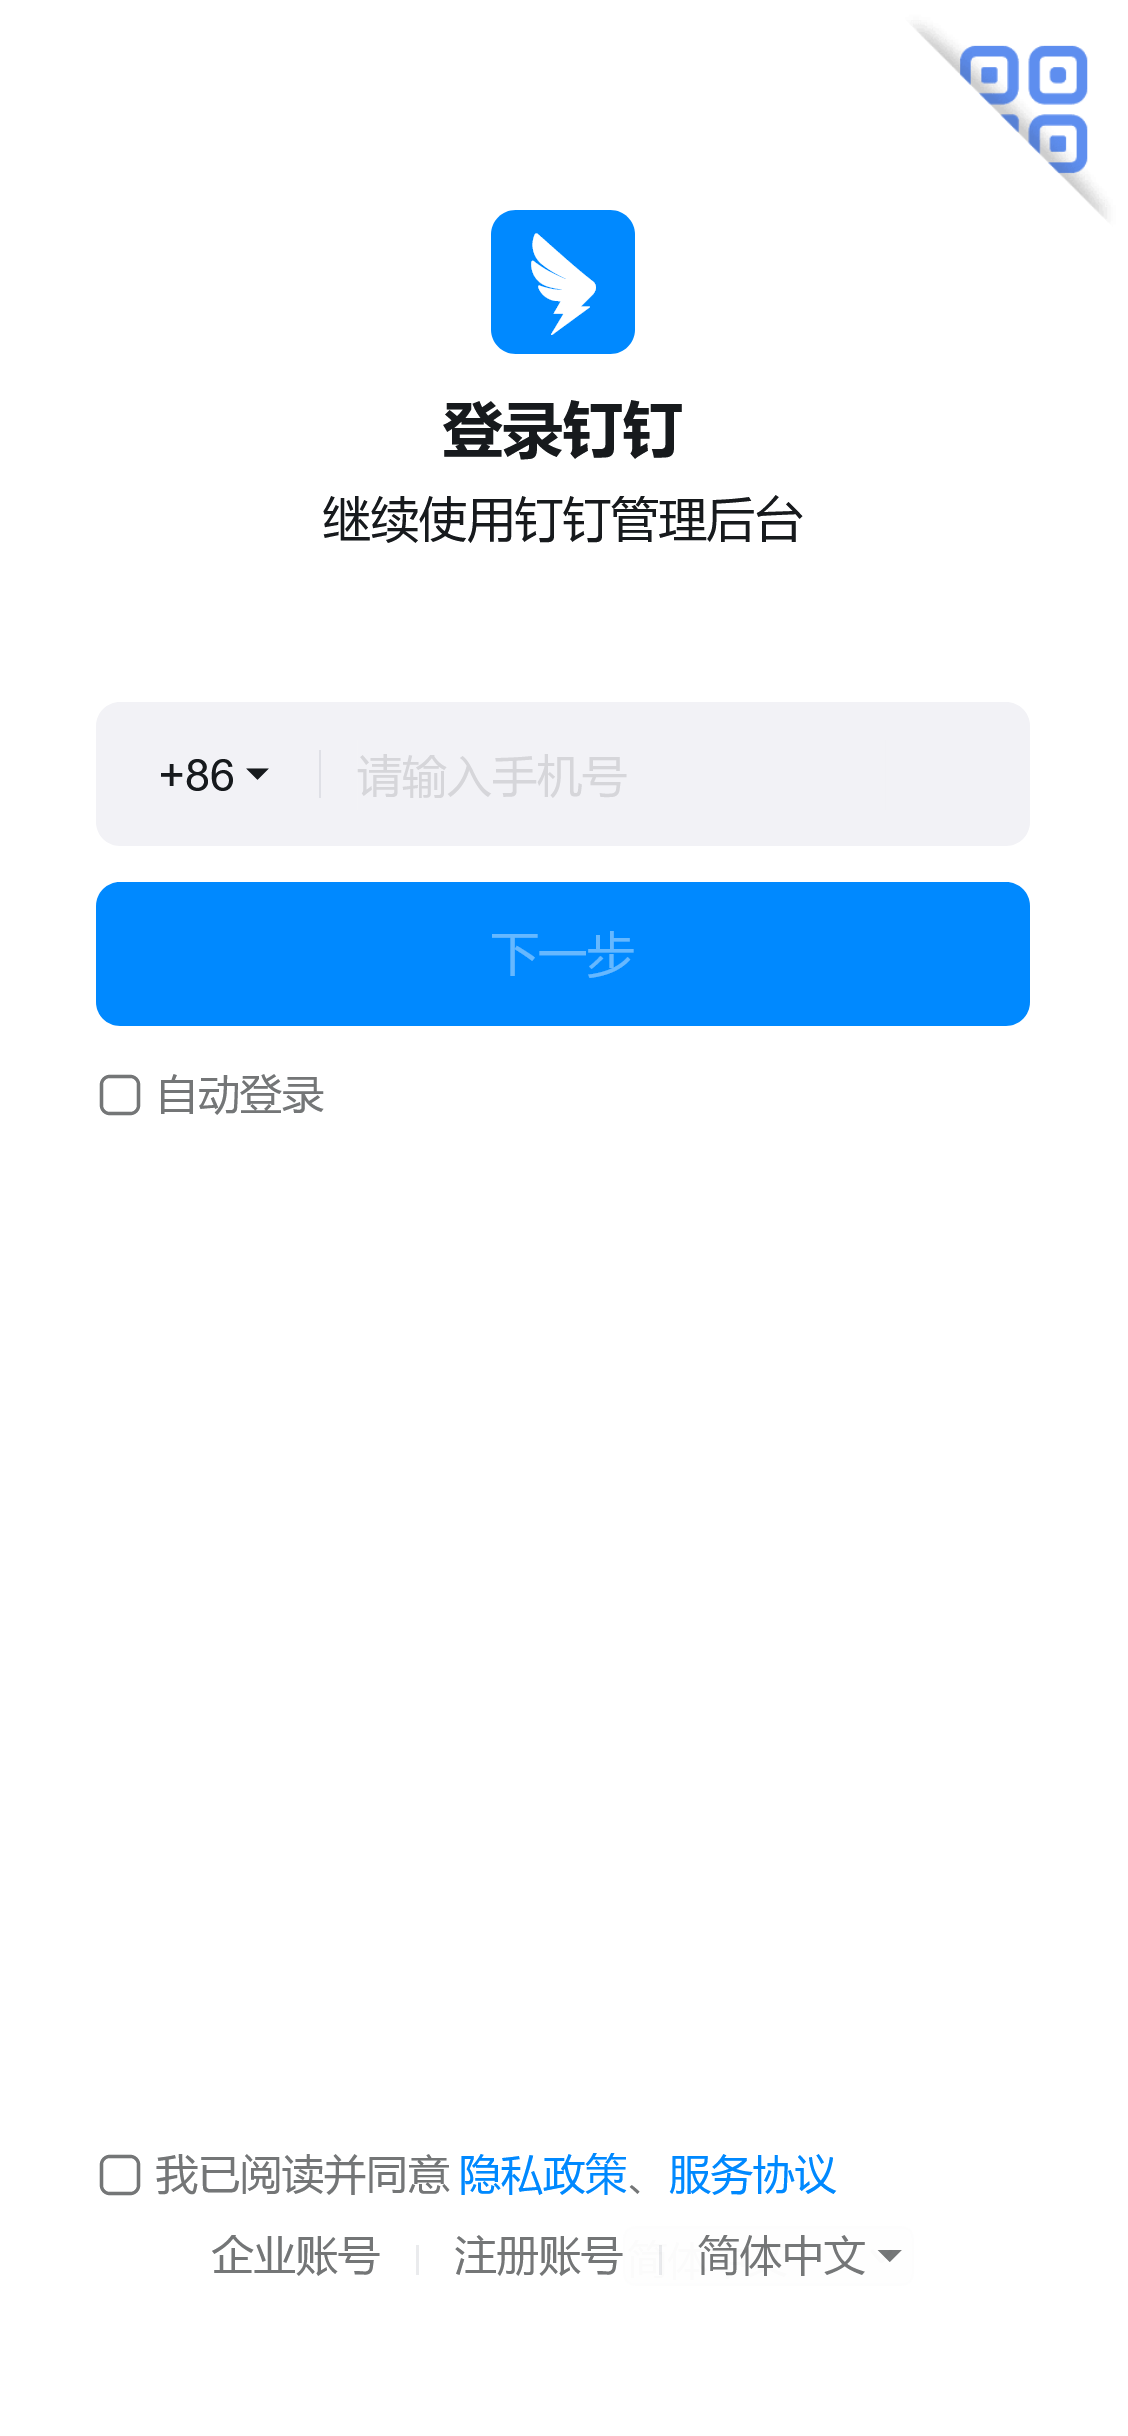 登录钉钉
继续使用钉钉管理后台
+86 请输入手机号
下一步
自动登录
我已阅读并同意 隐私政策、服务协议
企业账号 注册账号 简体中文